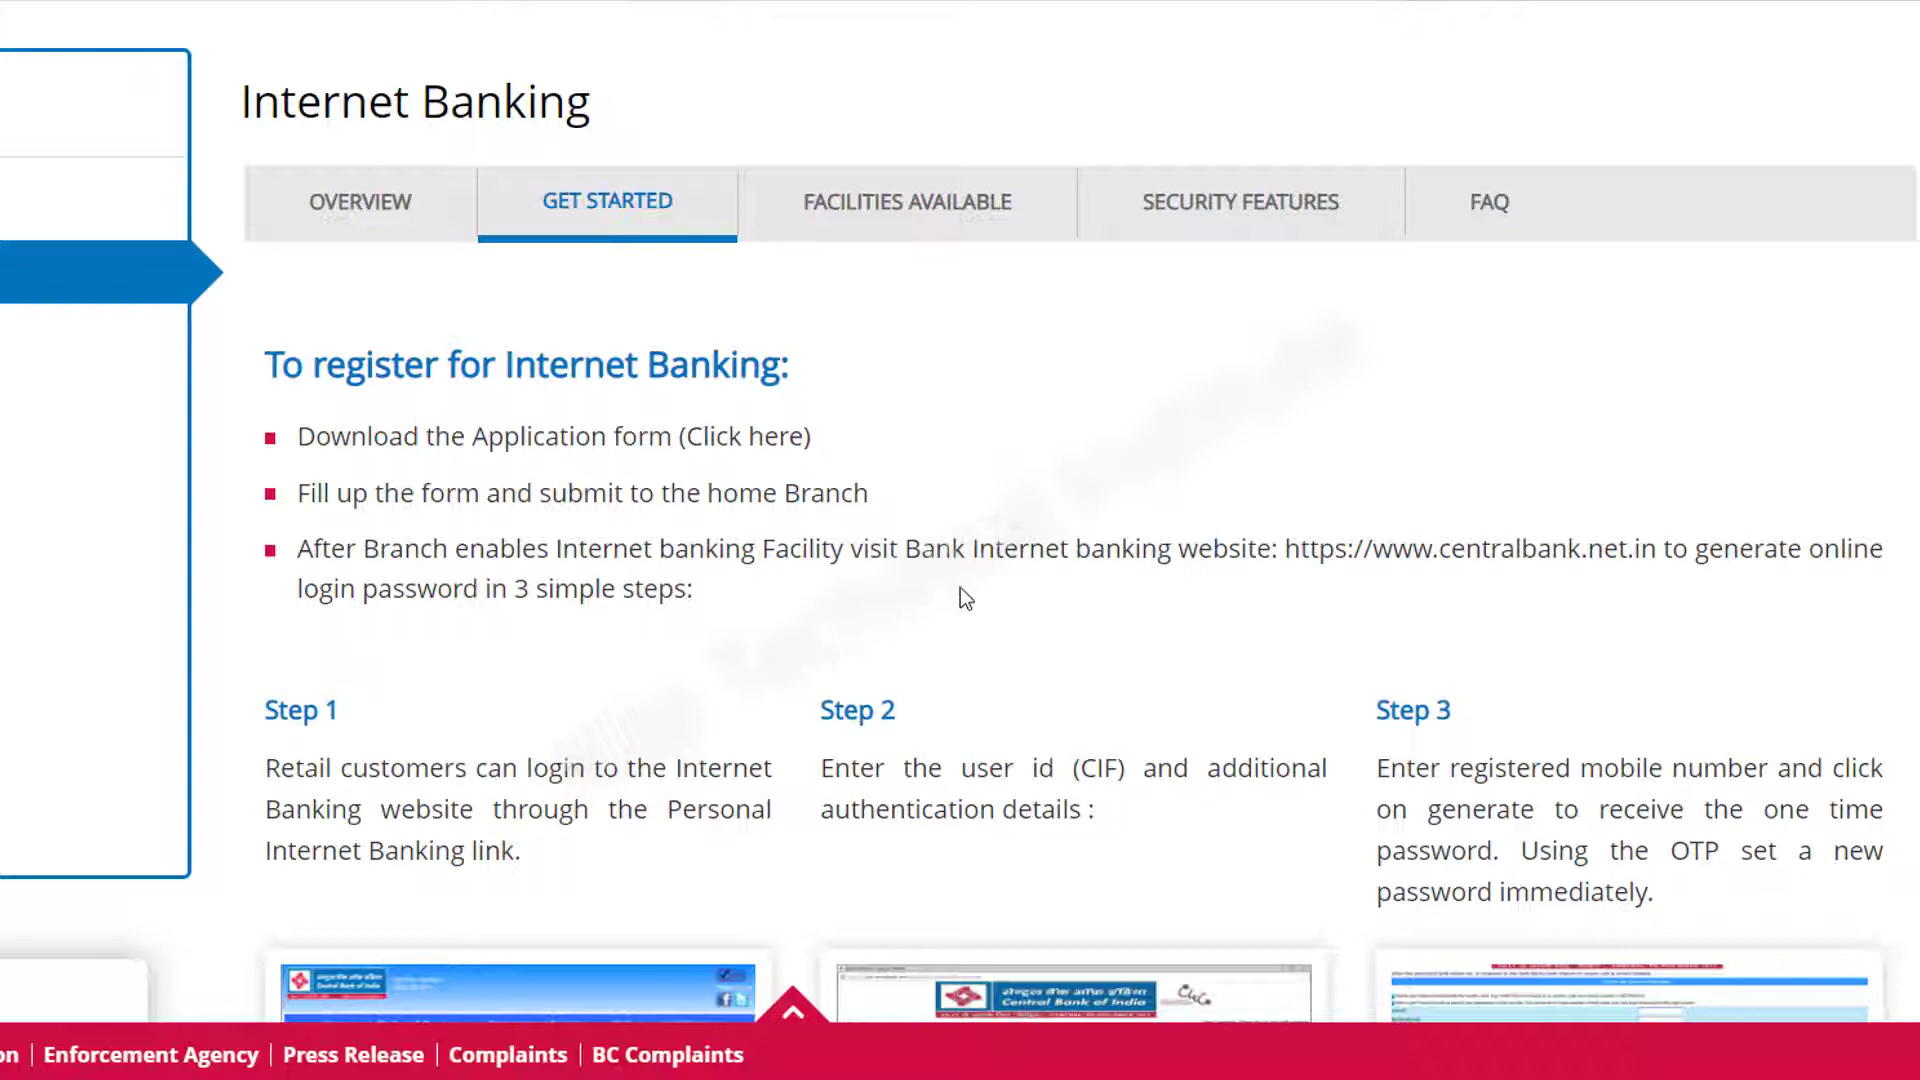 Internet Banking
OVERVIEW
GET STARTED
FACILITIES AVAILABLE
SECURITY FEATURES
FAQ
To register for Internet Banking:
Download the Application form (Click here)
Fill up the form and submit to the home Branch
After Branch enables Internet banking Facility visit Bank Internet banking website: https://www.centralbank.net.in to generate online
login password in 3 simple steps:
Step 1
Retail customers can login to the Internet
Banking website through the Personal
Internet Banking link.
Step 2
Enter the user id (CIF) and additional
authentication details :
Step 3
Enter registered mobile number and click
on generate to receive the one time
password. Using the OTP set a new
password immediately.
Central Bank of India
सेन्ट्रल बैंक ऑफ इंडिया
Central Bank of India
on
Enforcement Agency
Press Release
Complaints
BC Complaints